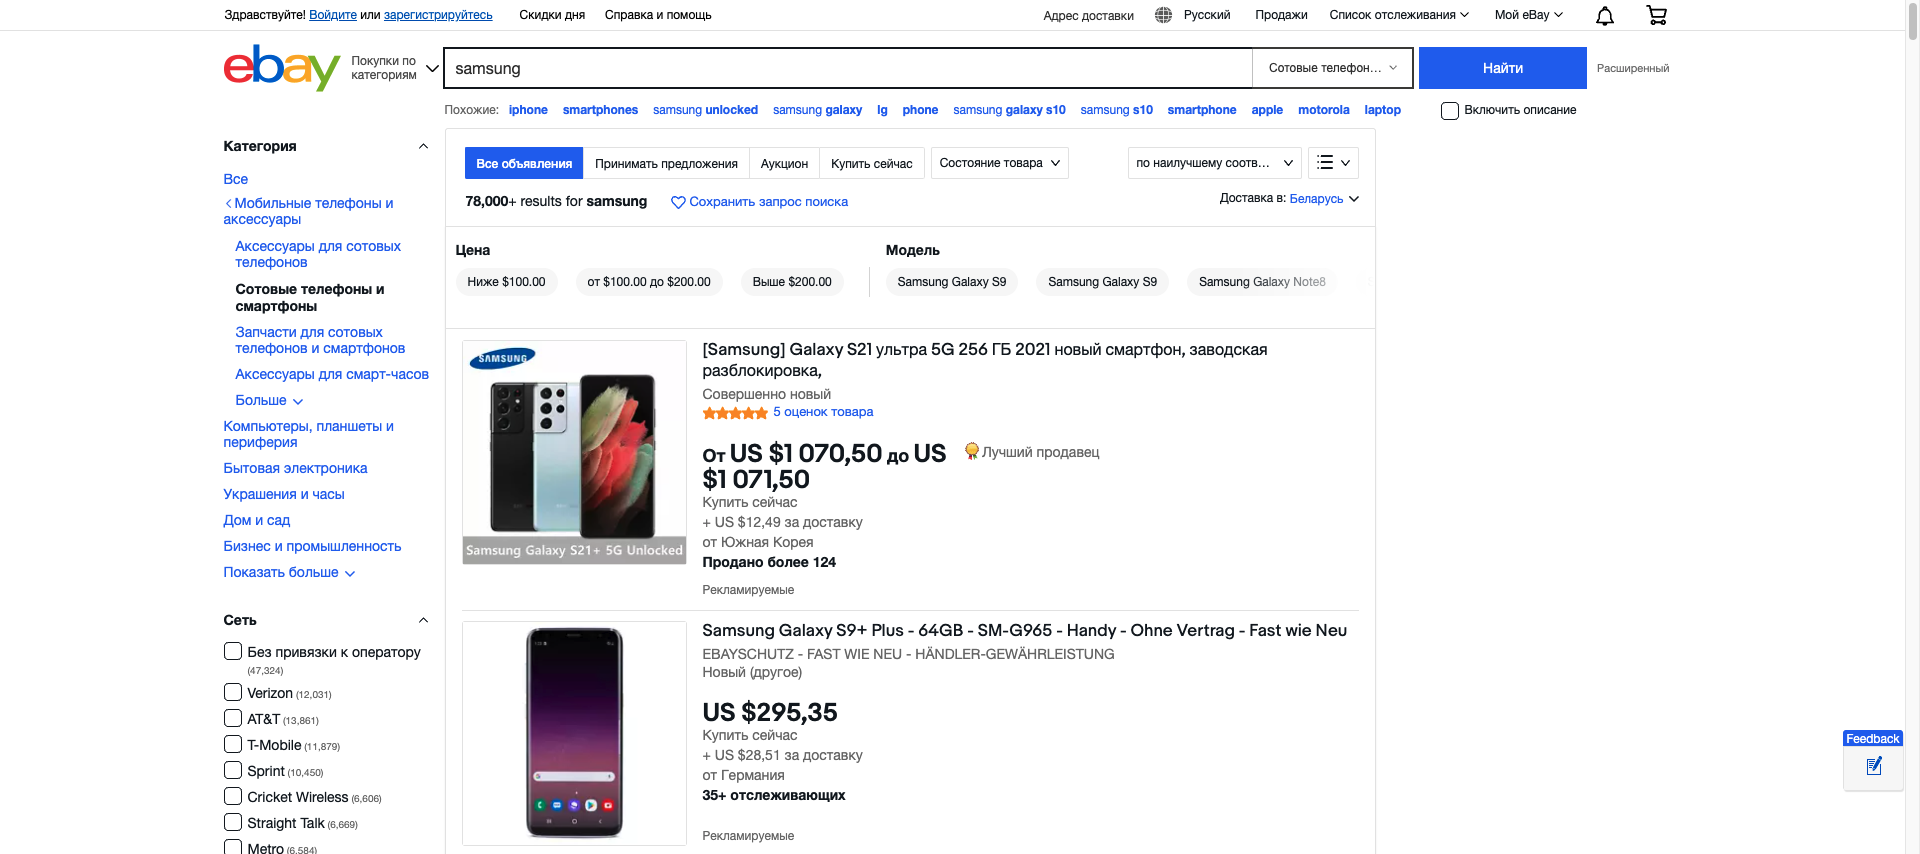 Здравствуйте! Войдите или зарегистрируйтесь
Скидки дня
Справка и помощь
Адрес доставки
Русский
Продажи
Список отслеживания
Мой eBay
ebay
Покупки по
категориям
samsung
Сотовые телефон...
Найти
Расширенный
Похожие: iphone smartphones samsung unlocked samsung galaxy lg phone samsung galaxy s10 samsung s10 smartphone apple motorola laptop
Включить описание
Категория
Все
Мобильные телефоны и
аксессуары
Аксессуары для сотовых
телефонов
Сотовые телефоны и
смартфоны
Запчасти для сотовых
телефонов и смартфонов
Аксессуары для смарт-часов
Больше
Компьютеры, планшеты и
периферия
Бытовая электроника
Украшения и часы
Дом и сад
Бизнес и промышленность
Показать больше
Сеть
Без привязки к оператору
(47,324)
Verizon (12,031)
AT&T (13,861)
T-Mobile (11,879)
Sprint (10,450)
Cricket Wireless (6,606)
Straight Talk (6,669)
Metro (6,584)
Все объявления
Принимать предложения
Аукцион
Купить сейчас
Состояние товара
по наилучшему соотв...
78,000+ results for samsung
Сохранить запрос поиска
Доставка в: Беларусь
Цена
Ниже $100.00
от $100.00 до $200.00
Выше $200.00
Модель
Samsung Galaxy S9
Samsung Galaxy S9
Samsung Galaxy Note8
SAMSUNG
Samsung Galaxy S21+ 5G Unlocked
[Samsung] Galaxy S21 ультра 5G 256 ГБ 2021 новый смартфон, заводская
разблокировка,
Совершенно новый
5 оценок товара
От US $1 070,50 до US
$1 071,50
Лучший продавец
Купить сейчас
+ US $12,49 за доставку
от Южная Корея
Продано более 124
Рекламируемые
Samsung Galaxy S9+ Plus - 64GB - SM-G965 - Handy - Ohne Vertrag - Fast wie Neu
EBAYSCHUTZ - FAST WIE NEU - HÄNDLER-GEWÄHRLEISTUNG
Новый (другое)
US $295,35
Купить сейчас
+ US $28,51 за доставку
от Германия
35+ отслеживающих
Рекламируемые
Feedback